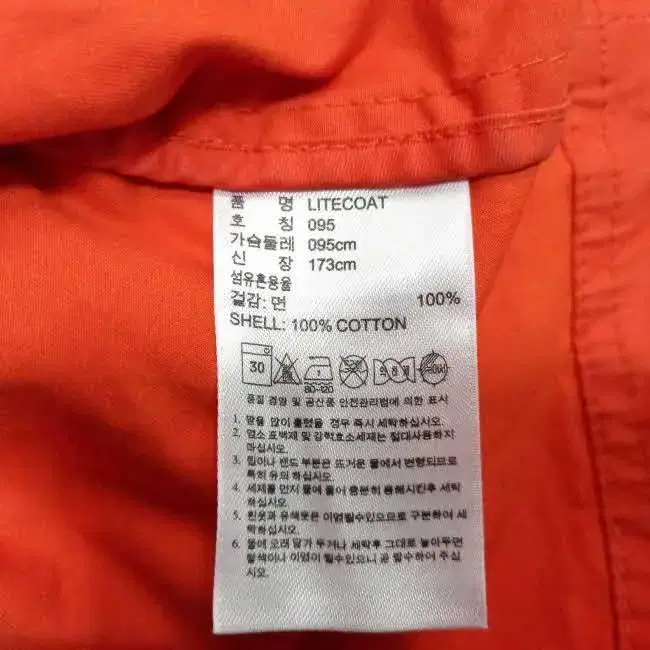 품 명 LITECOAT
호 칭 095
가슴둘레 095cm
신 장 173cm
섬유혼용율
겉감: 면 100%
SHELL: 100% COTTON
30
80~120
품질 경영 및 공산품 안전관리법에 의한 표시
1. 땀을 많이 흘렸을 경우 즉시 세탁하십시오.
2. 염소 표백제 및 강력효소세제는 절대사용하지
마십시오.
3. 립이나 밴드 부분은 뜨거운 물에서 변형되므로
특히 유의 하십시오.
4. 세제를 먼저 물에 풀어 충분히 용해시킨후 세탁
하십시오.
5. 흰옷과 유색옷은 이염될수있으므로 구분하여 세
탁하십시오.
6. 물에 오래 담가 두거나 세탁후 그대로 놓아두면
탈색이나 이염이 될수있으니 곧 탈수하여 주십
시오.